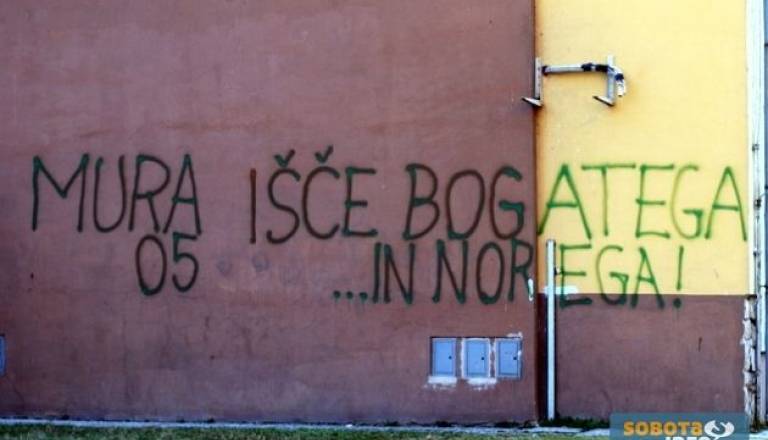 MURA IŠČE BOGATEGA
05 ...IN NOREGA!
SOBOTA